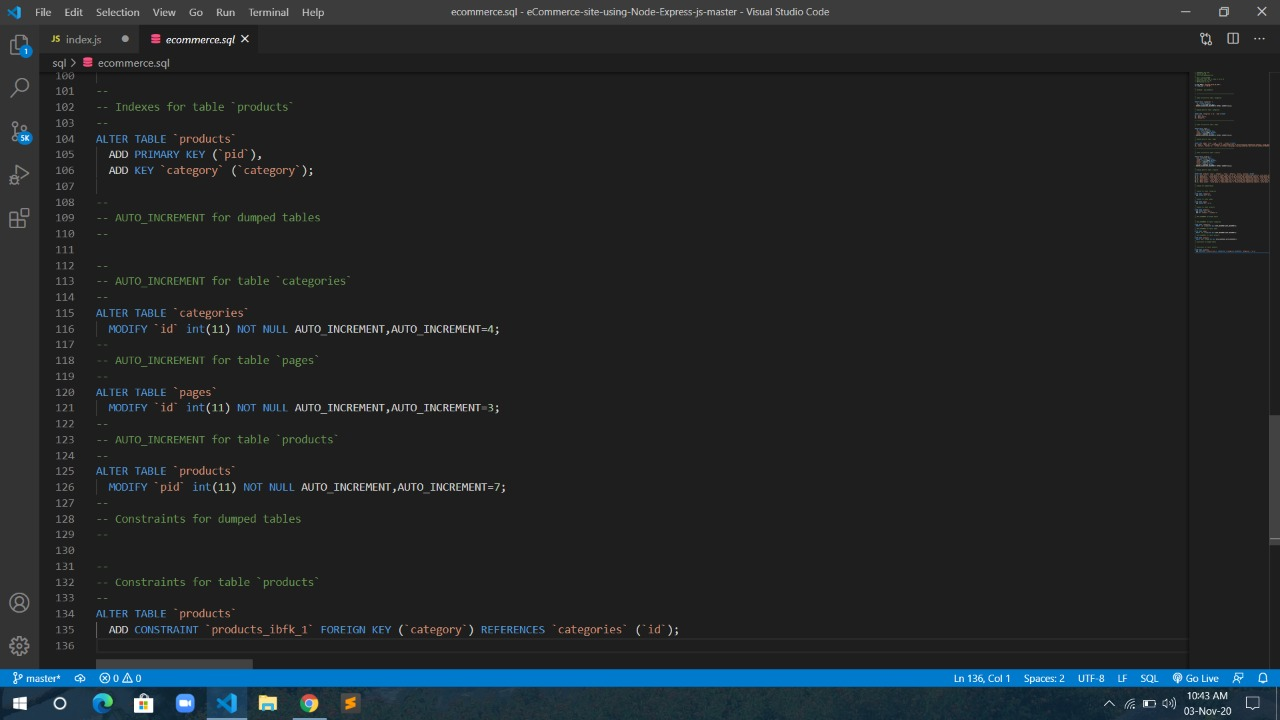 File Edit Selection View Go Run Terminal Help ecommerce.sql - eCommerce-site-using-Node-Express-js-master - Visual Studio Code
JS index.js ecommerce.sql
sql > ecommerce.sql
100
101 --
102 -- Indexes for table `products`
103 --
104 ALTER TABLE `products`
105 ADD PRIMARY KEY (`pid`),
106 ADD KEY `category` (`category`);
107
108 --
109 -- AUTO_INCREMENT for dumped tables
110 --
111
112 --
113 -- AUTO_INCREMENT for table `categories`
114 --
115 ALTER TABLE `categories`
116 MODIFY `id` int(11) NOT NULL AUTO_INCREMENT,AUTO_INCREMENT=4;
117 --
118 -- AUTO_INCREMENT for table `pages`
119 --
120 ALTER TABLE `pages`
121 MODIFY `id` int(11) NOT NULL AUTO_INCREMENT,AUTO_INCREMENT=3;
122 --
123 -- AUTO_INCREMENT for table `products`
124 --
125 ALTER TABLE `products`
126 MODIFY `pid` int(11) NOT NULL AUTO_INCREMENT,AUTO_INCREMENT=7;
127 --
128 -- Constraints for dumped tables
129 --
130
131 --
132 -- Constraints for table `products`
133 --
134 ALTER TABLE `products`
135 ADD CONSTRAINT `products_ibfk_1` FOREIGN KEY (`category`) REFERENCES `categories` (`id`);
136
1
5K
master* 0 0 Ln 136, Col 1 Spaces: 2 UTF-8 LF SQL Go Live
10:43 AM
03-Nov-20